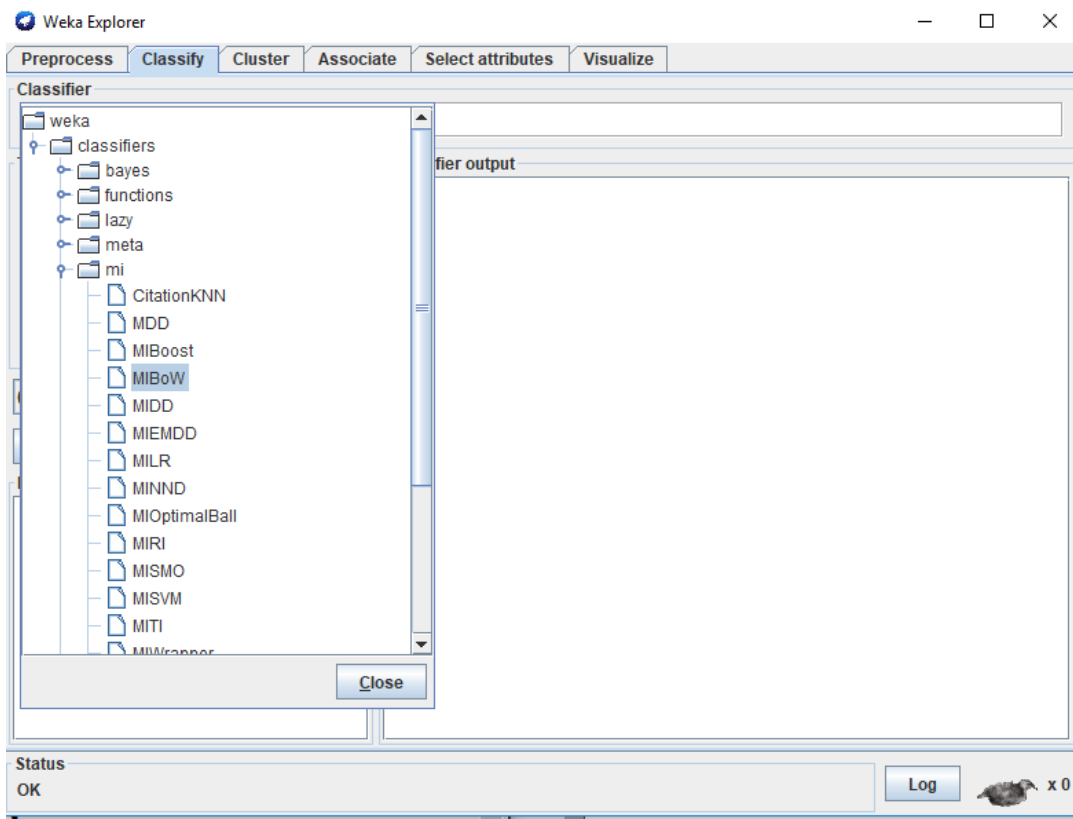 Weka Explorer
Preprocess Classify Cluster Associate Select attributes Visualize
Classifier
weka
classifiers
fier output
bayes
functions
lazy
meta
mi
CitationKNN
MDD
MIBoost
MIBoW
MIDD
MIEMDD
MILR
MINND
MIOptimalBall
MIRI
MISMO
MISVM
MITI
MIWrapper
Close
Status
OK
Log
x 0